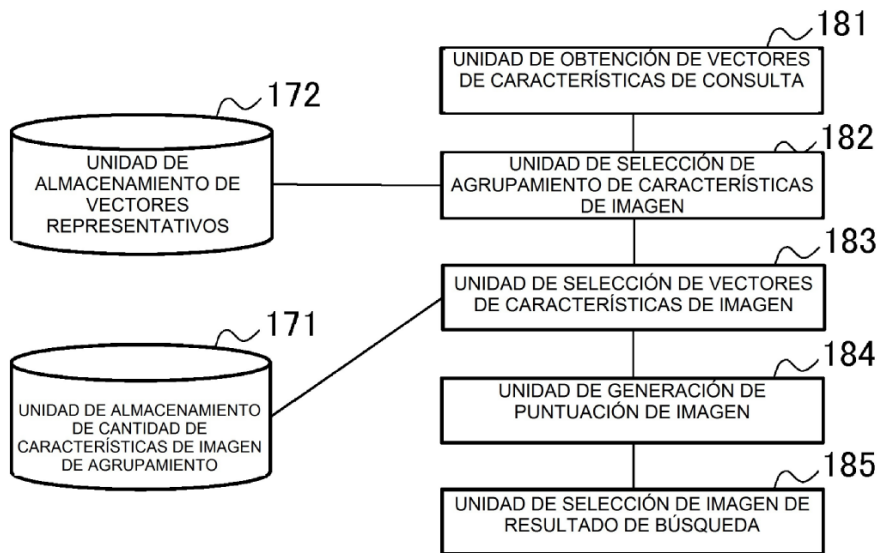 181
UNIDAD DE OBTENCIÓN DE VECTORES
DE CARACTERÍSTICAS DE CONSULTA
172
UNIDAD DE
ALMACENAMIENTO DE
VECTORES
REPRESENTATIVOS
182
UNIDAD DE SELECCIÓN DE
AGRUPAMIENTO DE CARACTERÍSTICAS
DE IMAGEN
183
UNIDAD DE SELECCIÓN DE VECTORES
DE CARACTERÍSTICAS DE IMAGEN
171
UNIDAD DE ALMACENAMIENTO
DE CANTIDAD DE
CARACTERÍSTICAS DE IMAGEN
DE AGRUPAMIENTO
184
UNIDAD DE GENERACIÓN DE
PUNTUACIÓN DE IMAGEN
185
UNIDAD DE SELECCIÓN DE IMAGEN DE
RESULTADO DE BÚSQUEDA